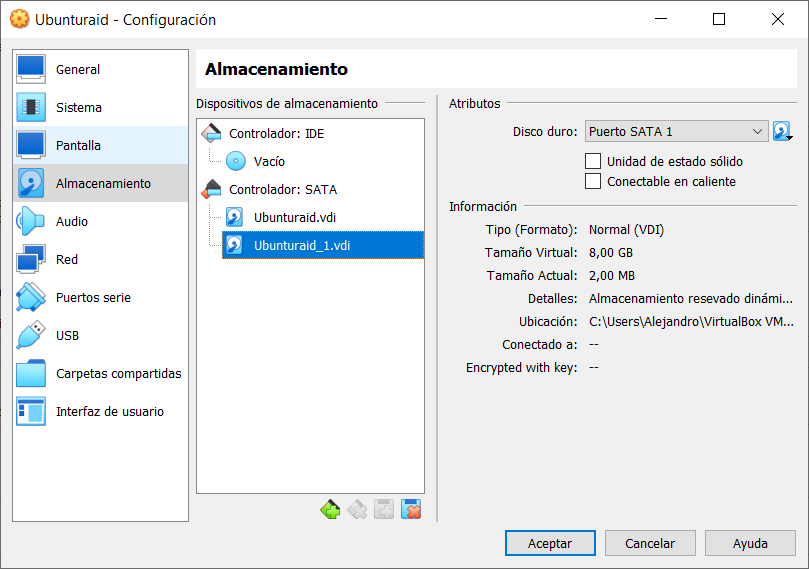 Ubunturaid - Configuración
General
Sistema
Pantalla
Almacenamiento
Audio
Red
Puertos serie
USB
Carpetas compartidas
Interfaz de usuario
Almacenamiento
Dispositivos de almacenamiento
Controlador: IDE
Vacío
Controlador: SATA
Ubunturaid.vdi
Ubunturaid_1.vdi
Atributos
Disco duro: Puerto SATA 1
Unidad de estado sólido
Conectable en caliente
Información
Tipo (Formato): Normal (VDI)
Tamaño Virtual: 8,00 GB
Tamaño Actual: 2,00 MB
Detalles: Almacenamiento resevado dinámi...
Ubicación: C:\Users\Alejandro\VirtualBox VM...
Conectado a: --
Encrypted with key: --
Aceptar Cancelar Ayuda